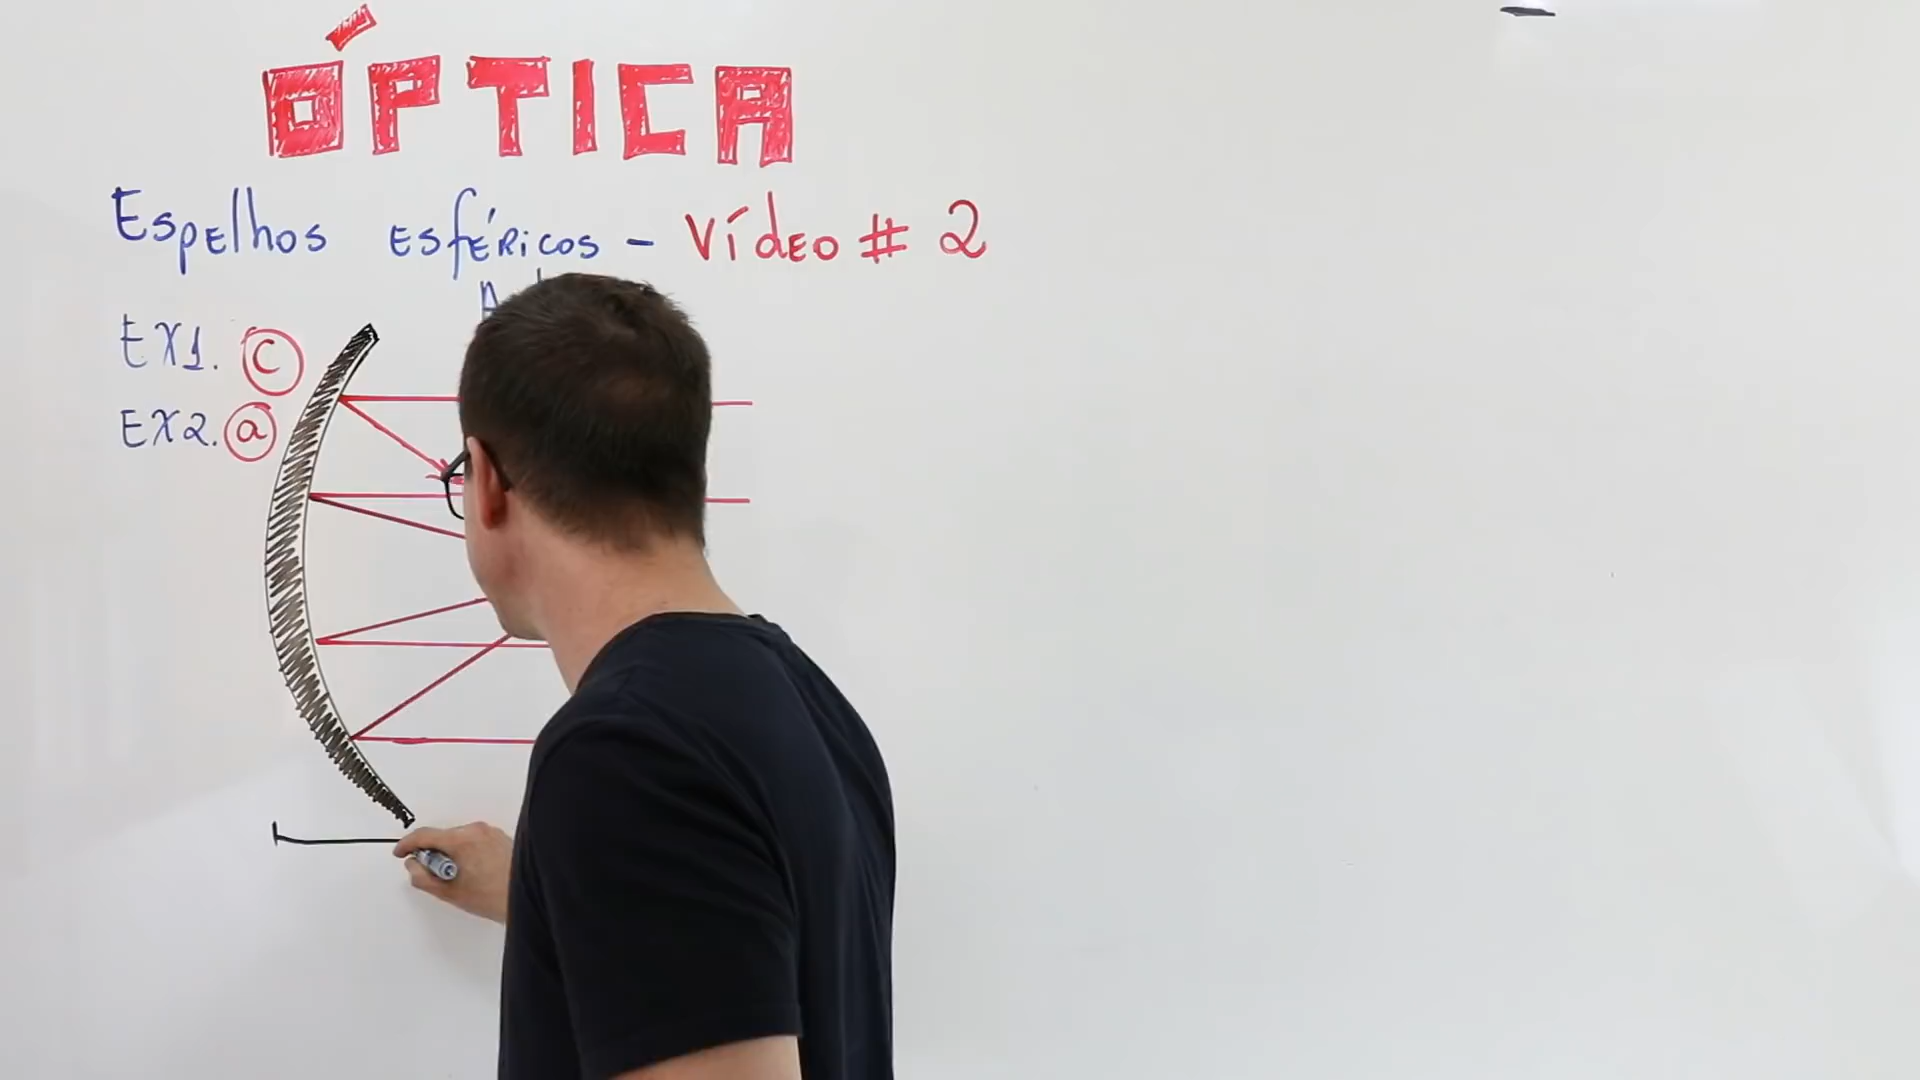 ÓPTICA
Espelhos esféricos - vídeo # 2
A
EX1. C
EX2. a